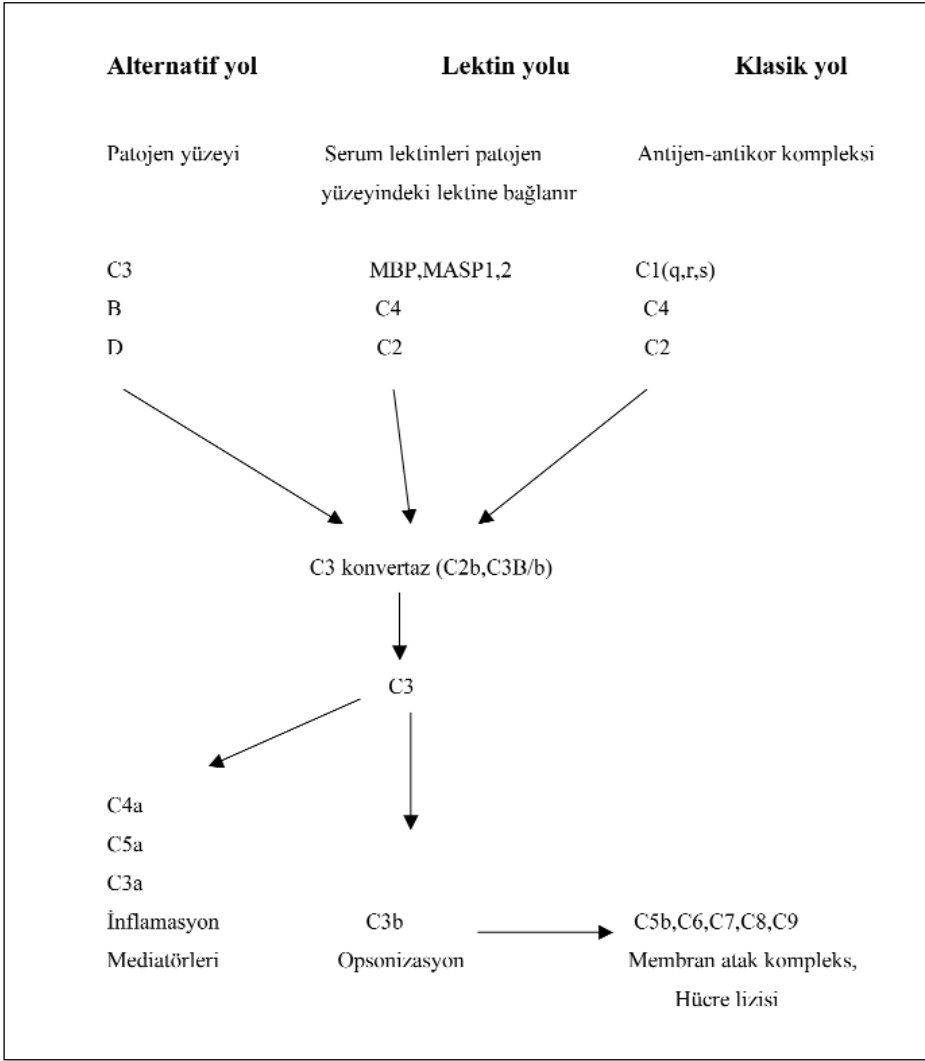 Alternatif yol Lektin yolu Klasik yol
Patojen yüzeyi Serum lektinleri patojen Antijen-antikor kompleksi
yüzeyindeki lektine bağlanır
C3 MBP,MASP1,2 C1(q,r,s)
B C4 C4
D C2 C2
C3 konvertaz (C2b,C3B/b)
C3
C4a
C5a
C3a
İnflamasyon C3b C5b,C6,C7,C8,C9
Mediatörleri Opsonizasyon Membran atak kompleks,
Hücre lizisi